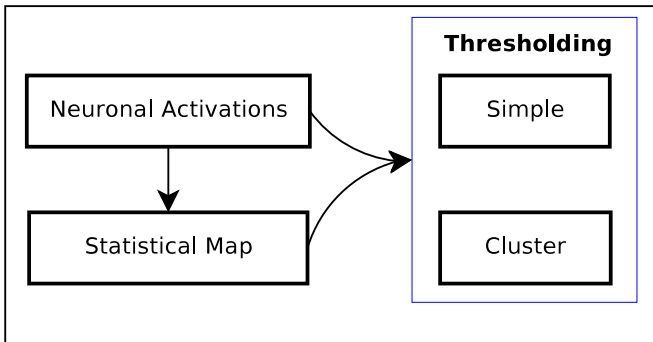 Thresholding
Neuronal Activations
Simple
Statistical Map
Cluster